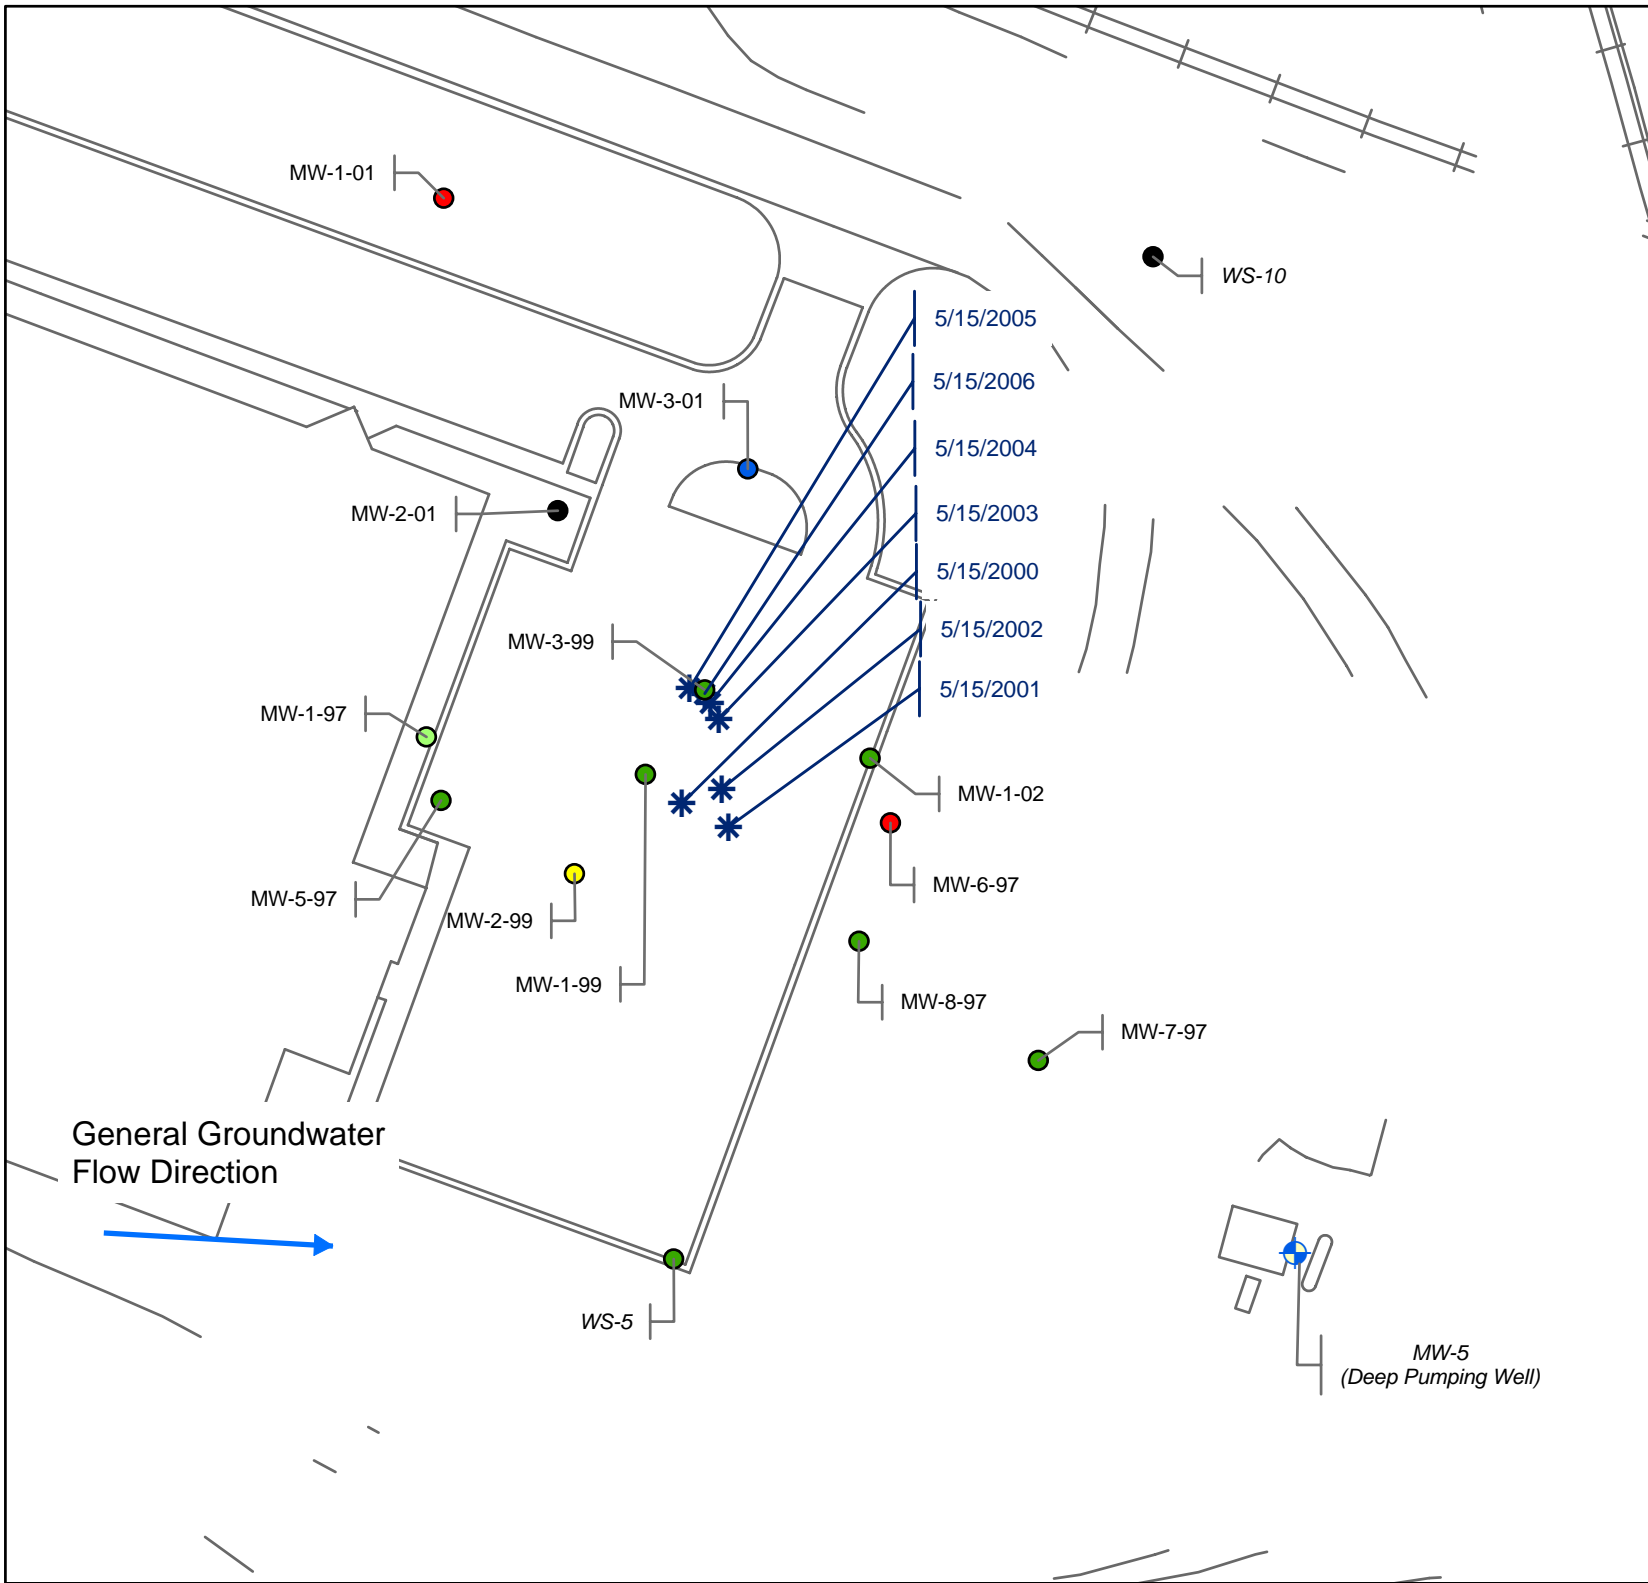 MW-1-01
WS-10
5/15/2005
5/15/2006
MW-3-01
5/15/2004
MW-2-01
5/15/2003
5/15/2000
5/15/2002
MW-3-99
5/15/2001
MW-1-97
MW-1-02
MW-6-97
MW-5-97
MW-2-99
MW-1-99
MW-8-97
MW-7-97
General Groundwater
Flow Direction
WS-5
MW-5
(Deep Pumping Well)